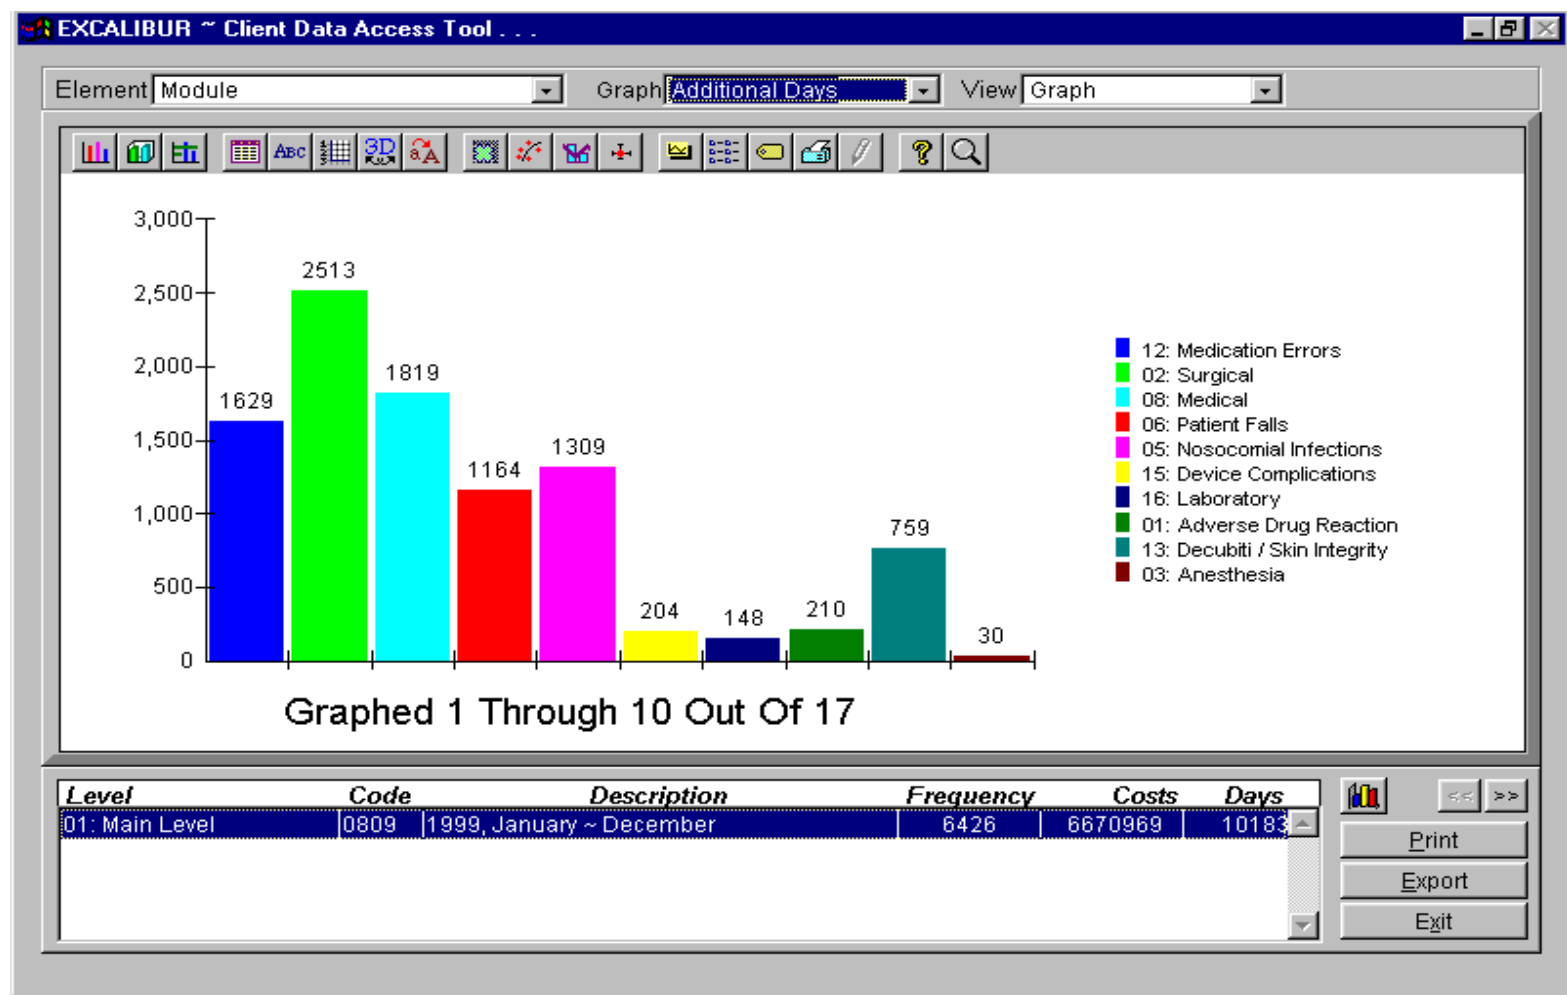 EXCALIBUR ~ Client Data Access Tool . . .
Element Module Graph Additional Days View Graph
ABC 3D aA ?
3,000
2513
2,500
2,000
1819
1629
1,500
1309
1164
1,000
759
500
204 148 210
30
0
12: Medication Errors
02: Surgical
08: Medical
06: Patient Falls
05: Nosocomial Infections
15: Device Complications
16: Laboratory
01: Adverse Drug Reaction
13: Decubiti / Skin Integrity
03: Anesthesia
Graphed 1 Through 10 Out Of 17
Level Code Description Frequency Costs Days
01: Main Level 0809 1999, January ~ December 6426 6670969 10183
<< >>
Print
Export
Exit